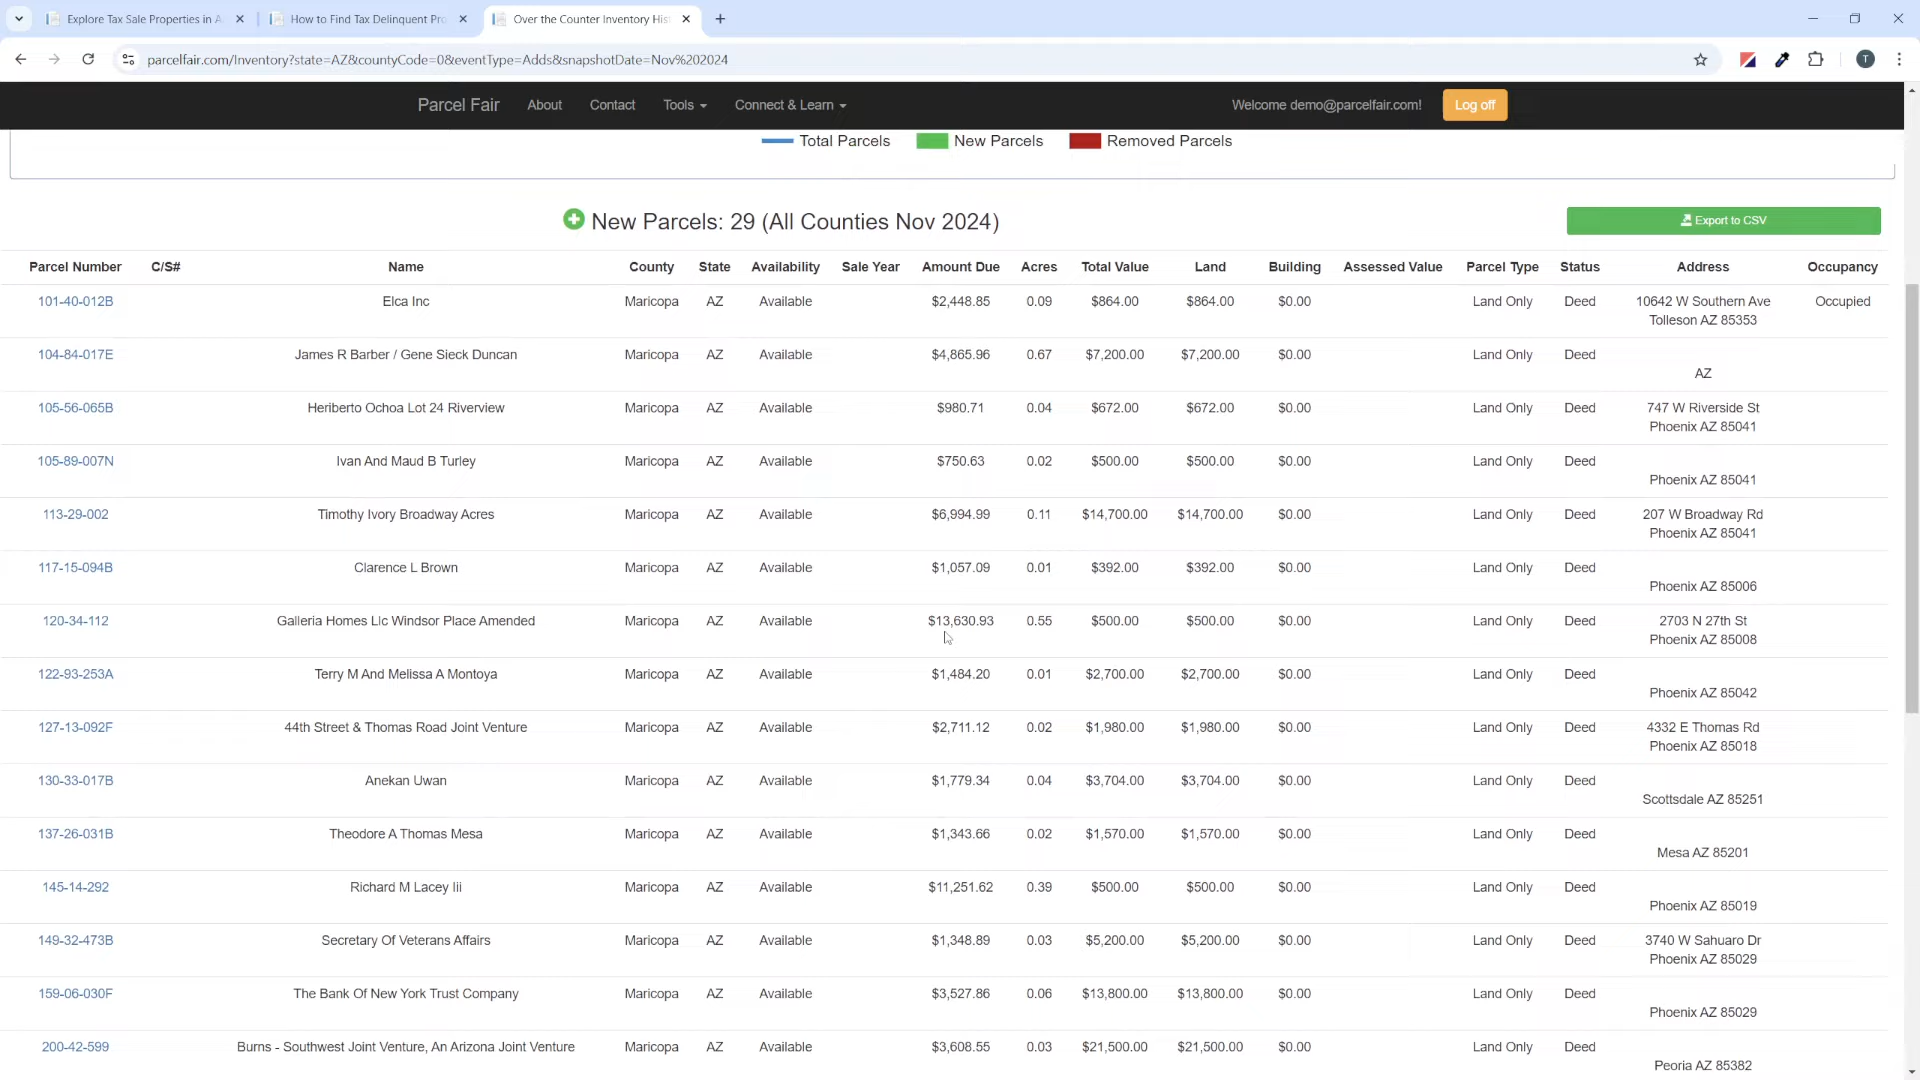 Explore Tax Sale Properties in A
How to Find Tax Delinquent Pro
Over the Counter Inventory His
parcelfair.com/Inventory?state=AZ&countyCode=0&eventType=Adds&snapshotDate=Nov%202024
T
Parcel Fair About Contact Tools Connect & Learn Welcome demo@parcelfair.com! Log off
Total Parcels New Parcels Removed Parcels
New Parcels: 29 (All Counties Nov 2024) Export to CSV
Parcel Number C/S# Name County State Availability Sale Year Amount Due Acres Total Value Land Building Assessed Value Parcel Type Status Address Occupancy
101-40-012B Elca Inc Maricopa AZ Available $2,448.85 0.09 $864.00 $864.00 $0.00 Land Only Deed 10642 W Southern Ave Occupied
Tolleson AZ 85353
104-84-017E James R Barber / Gene Sieck Duncan Maricopa AZ Available $4,865.96 0.67 $7,200.00 $7,200.00 $0.00 Land Only Deed
AZ
105-56-065B Heriberto Ochoa Lot 24 Riverview Maricopa AZ Available $980.71 0.04 $672.00 $672.00 $0.00 Land Only Deed 747 W Riverside St
Phoenix AZ 85041
105-89-007N Ivan And Maud B Turley Maricopa AZ Available $750.63 0.02 $500.00 $500.00 $0.00 Land Only Deed
Phoenix AZ 85041
113-29-002 Timothy Ivory Broadway Acres Maricopa AZ Available $6,994.99 0.11 $14,700.00 $14,700.00 $0.00 Land Only Deed 207 W Broadway Rd
Phoenix AZ 85041
117-15-094B Clarence L Brown Maricopa AZ Available $1,057.09 0.01 $392.00 $392.00 $0.00 Land Only Deed
Phoenix AZ 85006
120-34-112 Galleria Homes Llc Windsor Place Amended Maricopa AZ Available $13,630.93 0.55 $500.00 $500.00 $0.00 Land Only Deed 2703 N 27th St
Phoenix AZ 85008
122-93-253A Terry M And Melissa A Montoya Maricopa AZ Available $1,484.20 0.01 $2,700.00 $2,700.00 $0.00 Land Only Deed
Phoenix AZ 85042
127-13-092F 44th Street & Thomas Road Joint Venture Maricopa AZ Available $2,711.12 0.02 $1,980.00 $1,980.00 $0.00 Land Only Deed 4332 E Thomas Rd
Phoenix AZ 85018
130-33-017B Anekan Uwan Maricopa AZ Available $1,779.34 0.04 $3,704.00 $3,704.00 $0.00 Land Only Deed
Scottsdale AZ 85251
137-26-031B Theodore A Thomas Mesa Maricopa AZ Available $1,343.66 0.02 $1,570.00 $1,570.00 $0.00 Land Only Deed
Mesa AZ 85201
145-14-292 Richard M Lacey Iii Maricopa AZ Available $11,251.62 0.39 $500.00 $500.00 $0.00 Land Only Deed
Phoenix AZ 85019
149-32-473B Secretary Of Veterans Affairs Maricopa AZ Available $1,348.89 0.03 $5,200.00 $5,200.00 $0.00 Land Only Deed 3740 W Sahuaro Dr
Phoenix AZ 85029
159-06-030F The Bank Of New York Trust Company Maricopa AZ Available $3,527.86 0.06 $13,800.00 $13,800.00 $0.00 Land Only Deed
Phoenix AZ 85029
200-42-599 Burns - Southwest Joint Venture, An Arizona Joint Venture Maricopa AZ Available $3,608.55 0.03 $21,500.00 $21,500.00 $0.00 Land Only Deed
Peoria AZ 85382